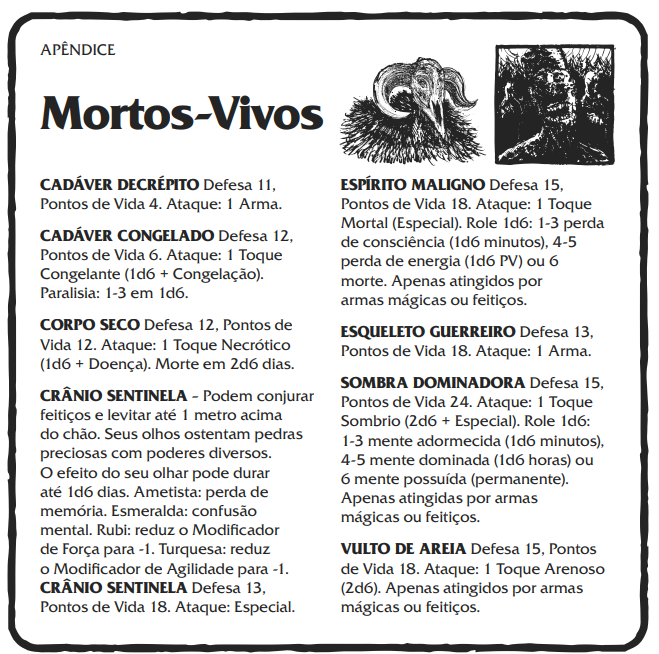 APÊNDICE
Mortos-Vivos
CADÁVER DECRÉPITO Defesa 11,
Pontos de Vida 4. Ataque: 1 Arma.
CADÁVER CONGELADO Defesa 12,
Pontos de Vida 6. Ataque: 1 Toque
Congelante (1d6 + Congelação).
Paralisia: 1-3 em 1d6.
CORPO SECO Defesa 12, Pontos de
Vida 12. Ataque: 1 Toque Necrótico
(1d6 + Doença). Morte em 2d6 dias.
CRÂNIO SENTINELA - Podem conjurar
feitiços e levitar até 1 metro acima
do chão. Seus olhos ostentam pedras
preciosas com poderes diversos.
O efeito do seu olhar pode durar
até 1d6 dias. Ametista: perda de
memória. Esmeralda: confusão
mental. Rubi: reduz o Modificador
de Força para -1. Turquesa: reduz
o Modificador de Agilidade para -1.
CRÂNIO SENTINELA Defesa 13,
Pontos de Vida 18. Ataque: Especial.
ESPÍRITO MALIGNO Defesa 15,
Pontos de Vida 18. Ataque: 1 Toque
Mortal (Especial). Role 1d6: 1-3 perda
de consciência (1d6 minutos), 4-5
perda de energia (1d6 PV) ou 6
morte. Apenas atingidos por
armas mágicas ou feitiços.
ESQUELETO GUERREIRO Defesa 13,
Pontos de Vida 18. Ataque: 1 Arma.
SOMBRA DOMINADORA Defesa 15,
Pontos de Vida 24. Ataque: 1 Toque
Sombrio (2d6 + Especial). Role 1d6:
1-3 mente adormecida (1d6 minutos),
4-5 mente dominada (1d6 horas) ou
6 mente possuída (permanente).
Apenas atingidas por armas
mágicas ou feitiços.
VULTO DE AREIA Defesa 15, Pontos
de Vida 18. Ataque: 1 Toque Arenoso
(2d6). Apenas atingidos por armas
mágicas ou feitiços.